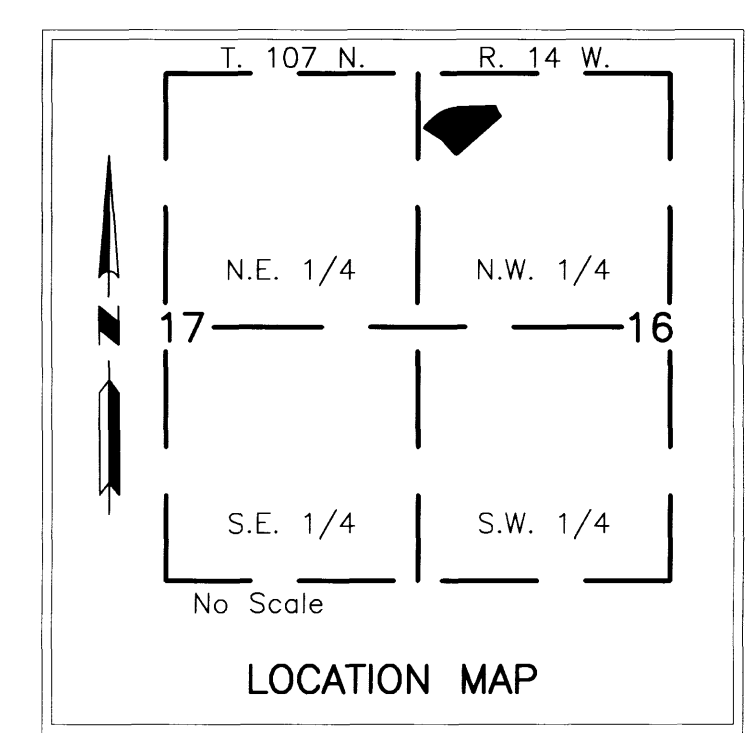 T. 107 N. R. 14 W.
N.E. 1/4 N.W. 1/4
N
17 16
S.E. 1/4 S.W. 1/4
No Scale
LOCATION MAP